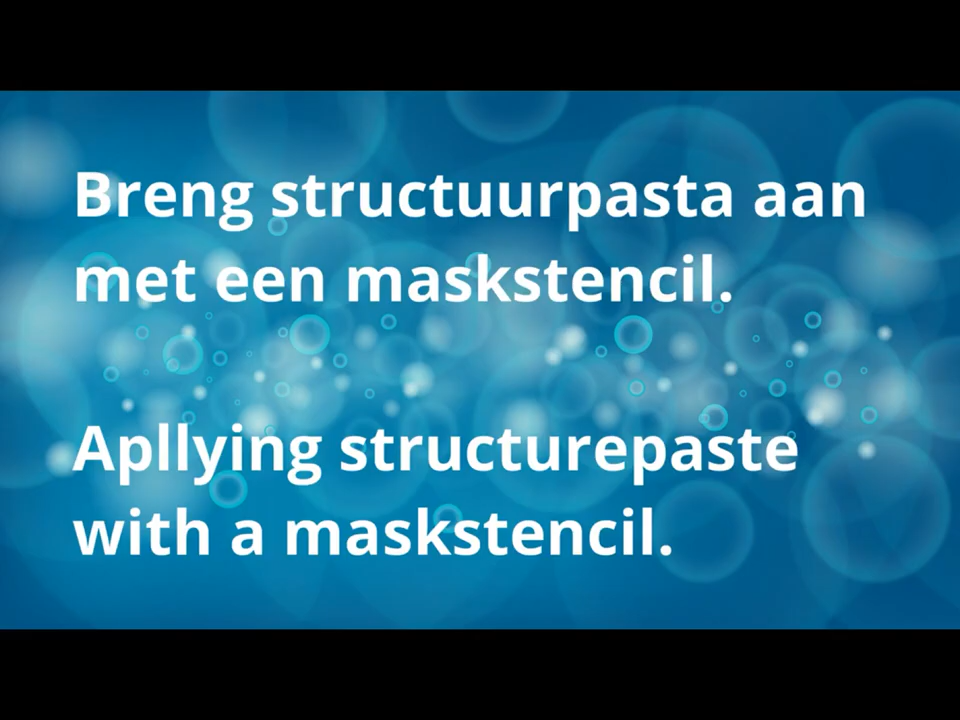 Breng structuurpasta aan
met een maskstencil.
Apllying structurepaste
with a maskstencil.